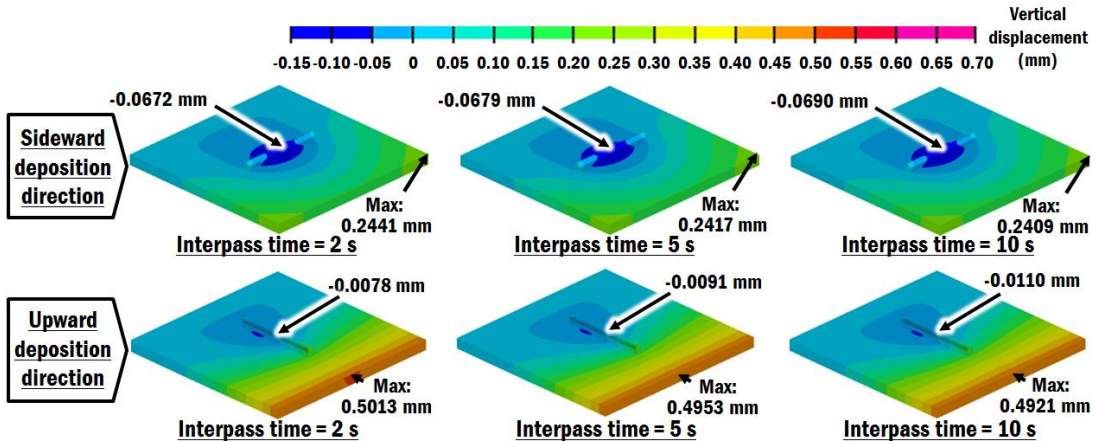 Vertical
displacement
(mm)
-0.15 -0.10 -0.05 0 0.05 0.10 0.15 0.20 0.25 0.30 0.35 0.40 0.45 0.50 0.55 0.60 0.65 0.70
Sideward
deposition
direction
-0.0672 mm
Max:
0.2441 mm
Interpass time = 2 s
-0.0679 mm
Max:
0.2417 mm
Interpass time = 5 s
-0.0690 mm
Max:
0.2409 mm
Interpass time = 10 s
Upward
deposition
direction
-0.0078 mm
Max:
0.5013 mm
Interpass time = 2 s
-0.0091 mm
Max:
0.4953 mm
Interpass time = 5 s
-0.0110 mm
Max:
0.4921 mm
Interpass time = 10 s